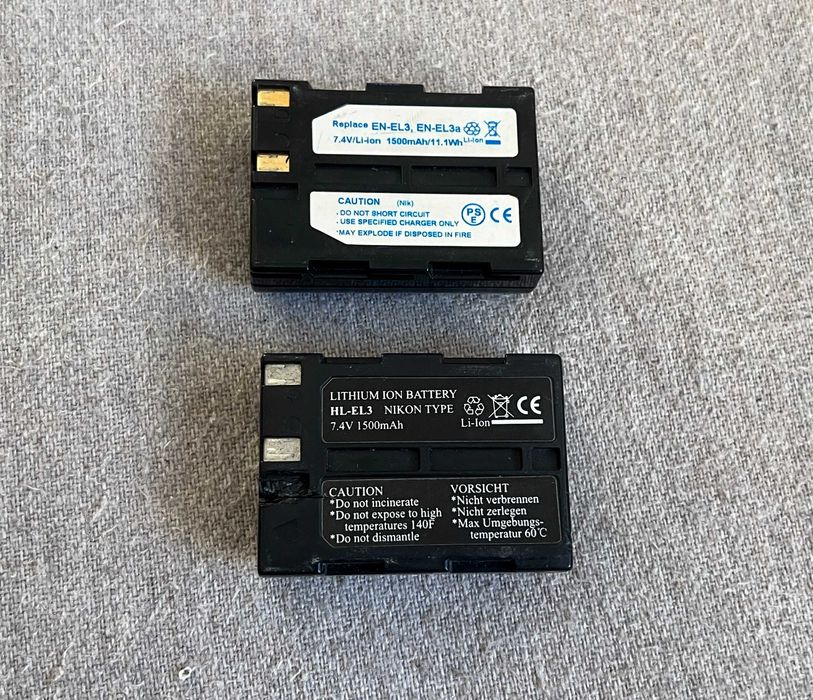 Replace EN-EL3, EN-EL3a
7.4V/Li-ion 1500mAh/11.1Wh Li-ion
CAUTION (Nik)
. DO NOT SHORT CIRCUIT
. USE SPECIFIED CHARGER ONLY
* MAY EXPLODE IF DISPOSED IN FIRE
PS E CE
LITHIUM ION BATTERY
HL-EL3 NIKON TYPE
7.4V 1500mAh
Li-Ion
CE
CAUTION
*Do not incinerate
*Do not expose to high
temperatures 140F
*Do not dismantle
VORSICHT
*Nicht verbrennen
*Nicht zerlegen
*Max Umgebungs-
temperatur 60℃